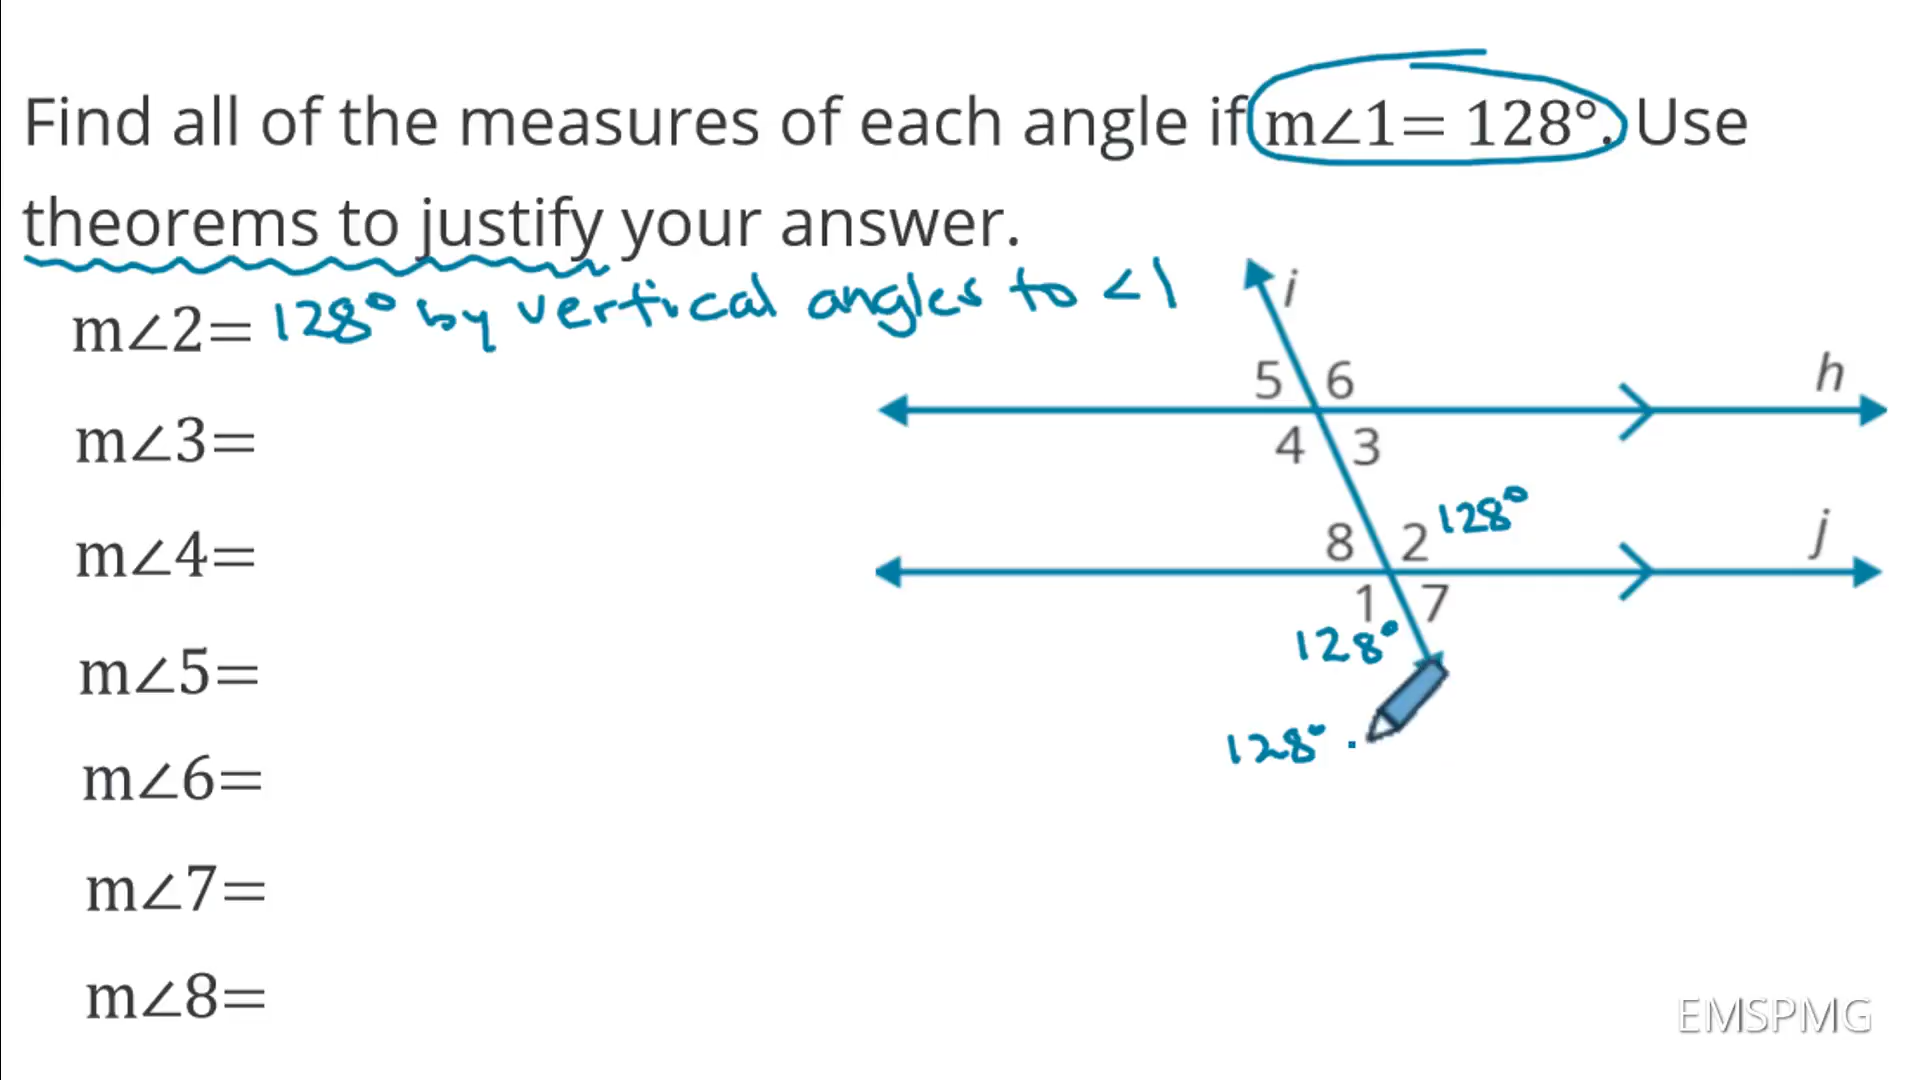 Find all of the measures of each angle if m∠1= 128°. Use
theorems to justify your answer.
m∠2= 128° by vertical angles to <1
m∠3=
m∠4=
m∠5=
m∠6=
m∠7=
m∠8=
i
5 6
h
4 3
8 2 128°
j
1 7
128°
128° .
EMSPMG